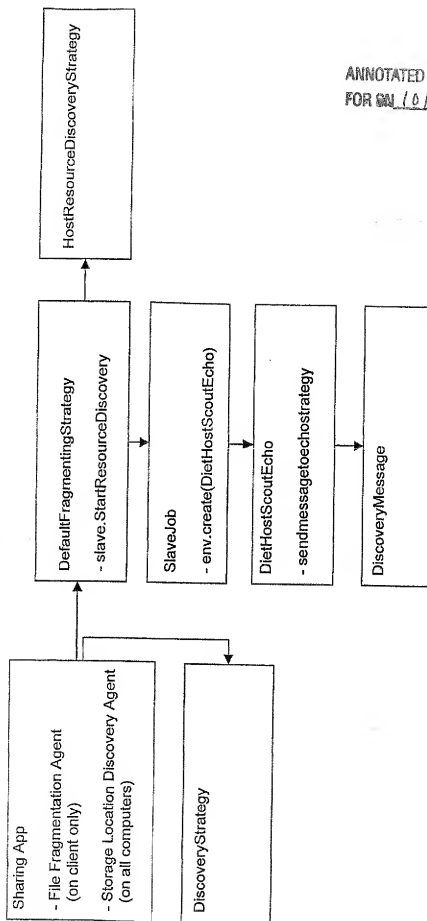 Sharing App
- File Fragmentation Agent
(on client only)
- Storage Location Discovery Agent
(on all computers)
DiscoveryStrategy
DefaultFragmentingStrategy
- slave.StartResourceDiscovery
HostResourceDiscoveryStrategy
SlaveJob
- env.create(DietHostScoutEcho)
DietHostScoutEcho
- sendmessagetoechostrategy
DiscoveryMessage
ANNOTATED
FOR